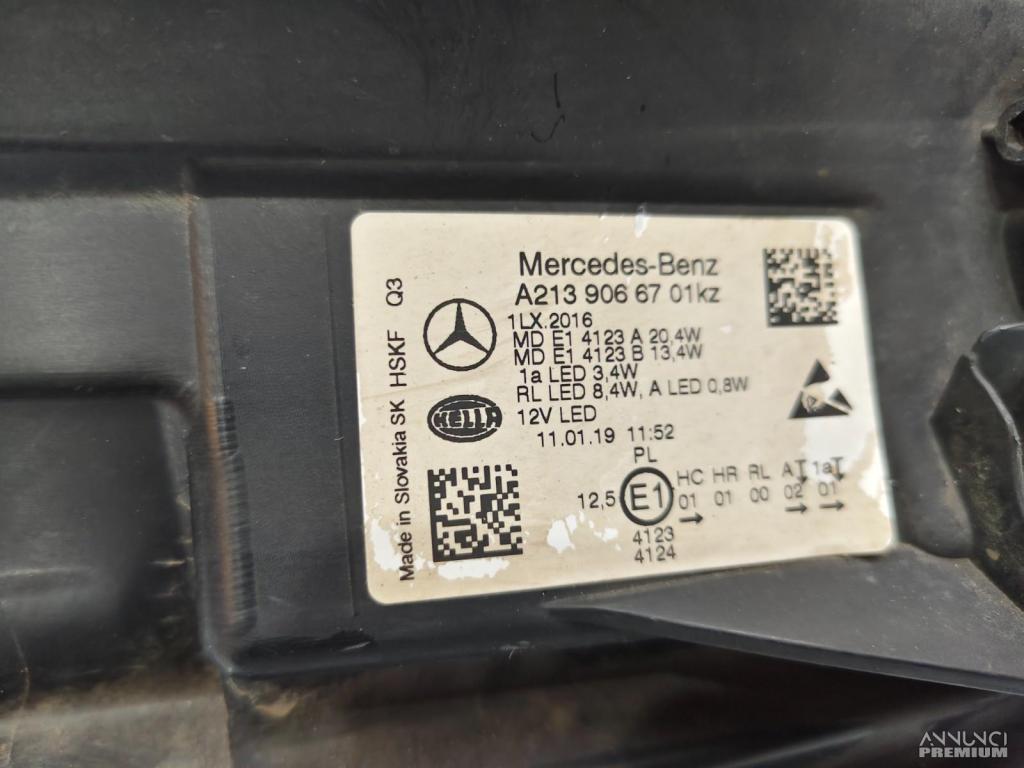 Mercedes-Benz
A213 906 67 01kz
1LX.2016
MD E1 4123 A 20,4W
MD E1 4123 B 13,4W
1a LED 3,4W
RL LED 8,4W, A LED 0,8W
12V LED
11.01.19 11:52
PL
HELLA
Made in Slovakia SK HSKF Q3
12,5 E1 HC HR RL A 1a
01 01 00 02 01
4123
4124
ANNUNCI
PREMIUM